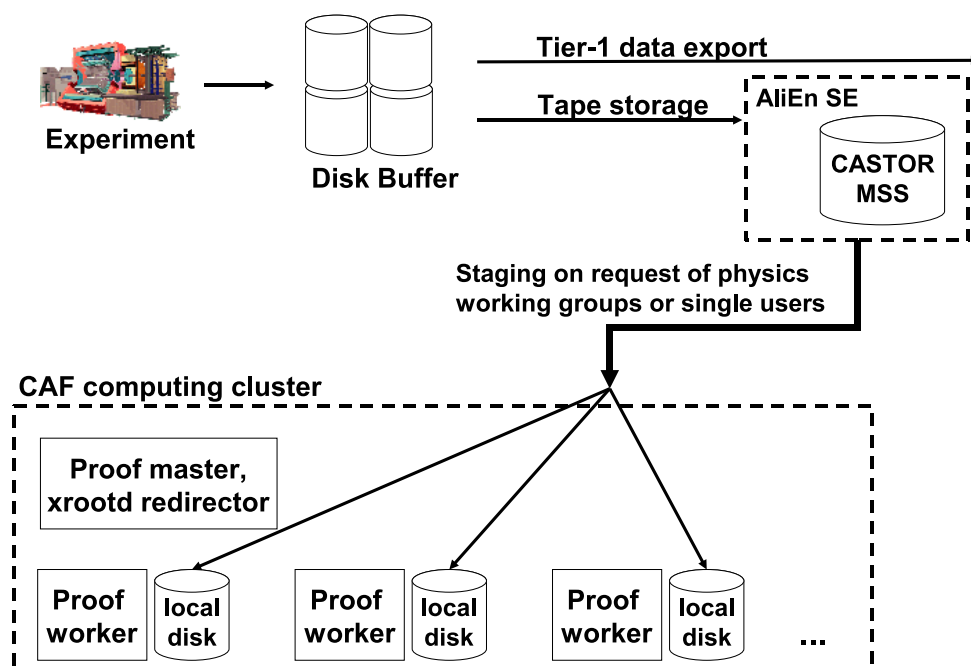 Tier-1 data export
Experiment
Disk Buffer
Tape storage
AliEn SE
CASTOR
MSS
Staging on request of physics
working groups or single users
CAF computing cluster
Proof master,
xrootd redirector
Proof
worker
local
disk
Proof
worker
local
disk
Proof
worker
local
disk
...